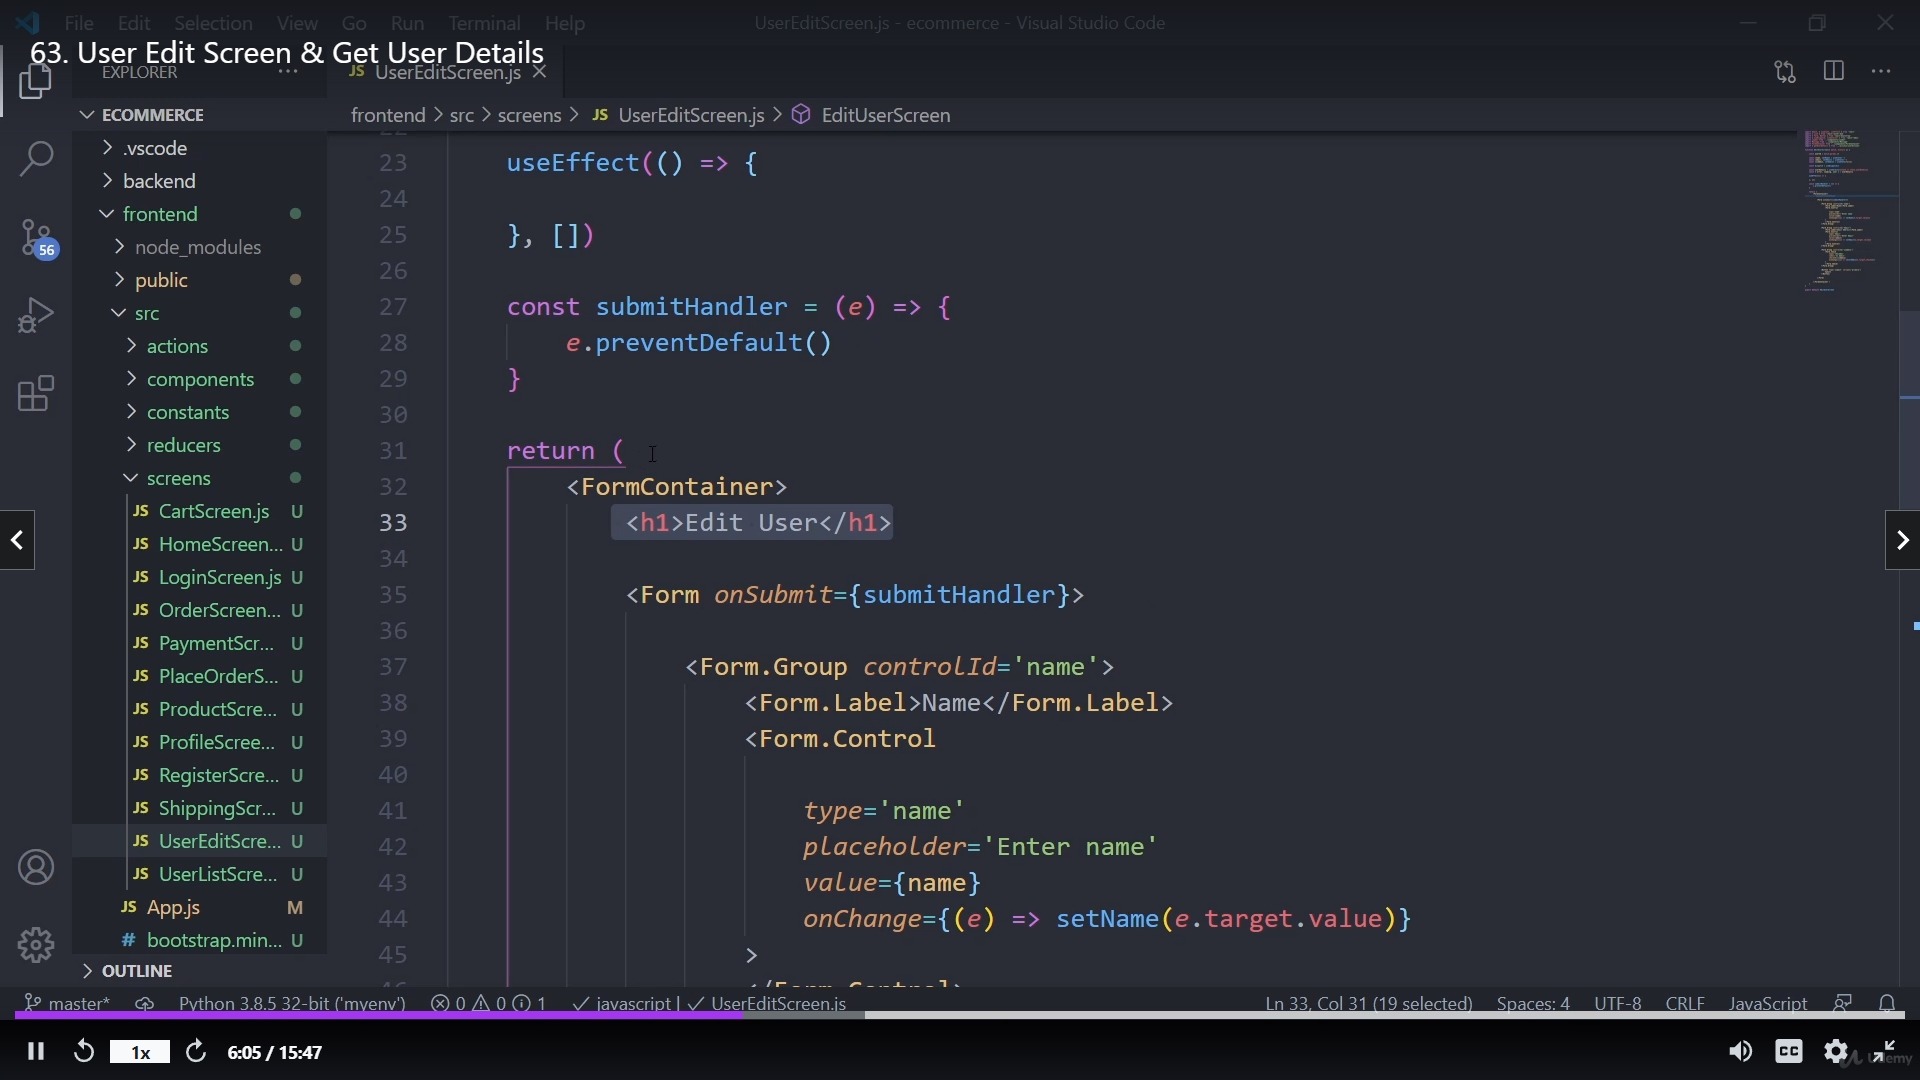 File Edit Selection View Go Run Terminal Help
UserEditScreen.js - ecommerce - Visual Studio Code
63. User Edit Screen & Get User Details
EXPLORER
JS UserEditScreen.js
ECOMMERCE
frontend > src > screens > JS UserEditScreen.js > EditUserScreen
.vscode
backend
frontend
node_modules
public
src
actions
components
constants
reducers
screens
JS CartScreen.js U
JS HomeScreen... U
JS LoginScreen.js U
JS OrderScreen... U
JS PaymentScr... U
JS PlaceOrderS... U
JS ProductScre... U
JS ProfileScree... U
JS RegisterScre... U
JS ShippingScr... U
JS UserEditScre... U
JS UserListScre... U
JS App.js M
# bootstrap.min... U
OUTLINE
56
22
23 useEffect(() => {
24
25 }, [])
26
27 const submitHandler = (e) => {
28 e.preventDefault()
29 }
30
31 return (
32 <FormContainer>
33 <h1>Edit User</h1>
34
35 <Form onSubmit={submitHandler}>
36
37 <Form.Group controlId='name'>
38 <Form.Label>Name</Form.Label>
39 <Form.Control
40
41 type='name'
42 placeholder='Enter name'
43 value={name}
44 onChange={(e) => setName(e.target.value)}
45 >
46 </Form.Control>
master* Python 3.8.5 32-bit ('myenv') 0 0 1 javascript | UserEditScreen.js Ln 33, Col 31 (19 selected) Spaces: 4 UTF-8 CRLF JavaScript
1x 6:05 / 15:47 CC
Udemy